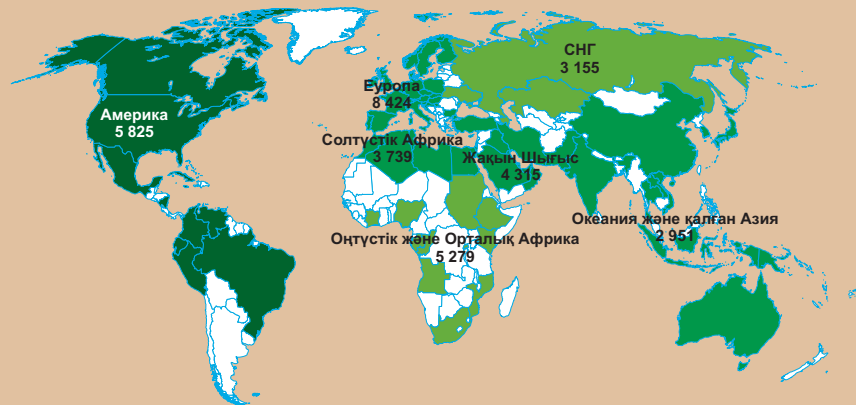 СНГ
3 155
Еуропа
8 424
Америка
5 825
Солтүстік Африка
3 739
Жақын Шығыс
4 315
Океания және қалған Азия
2 951
Оңтүстік және Орталық Африка
5 279